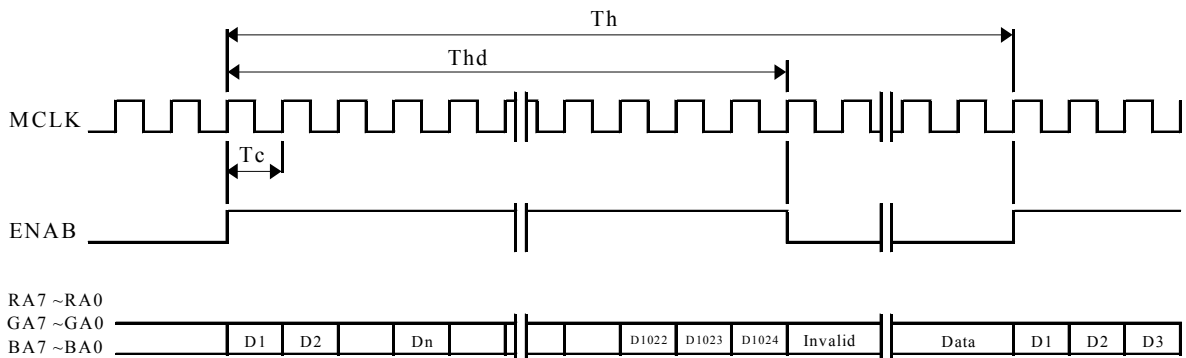 Th
Thd
MCLK
Tc
ENAB
RA7 ~RA0
GA7 ~GA0
BA7 ~BA0
D1 D2 Dn D1022 D1023 D1024 Invalid Data D1 D2 D3